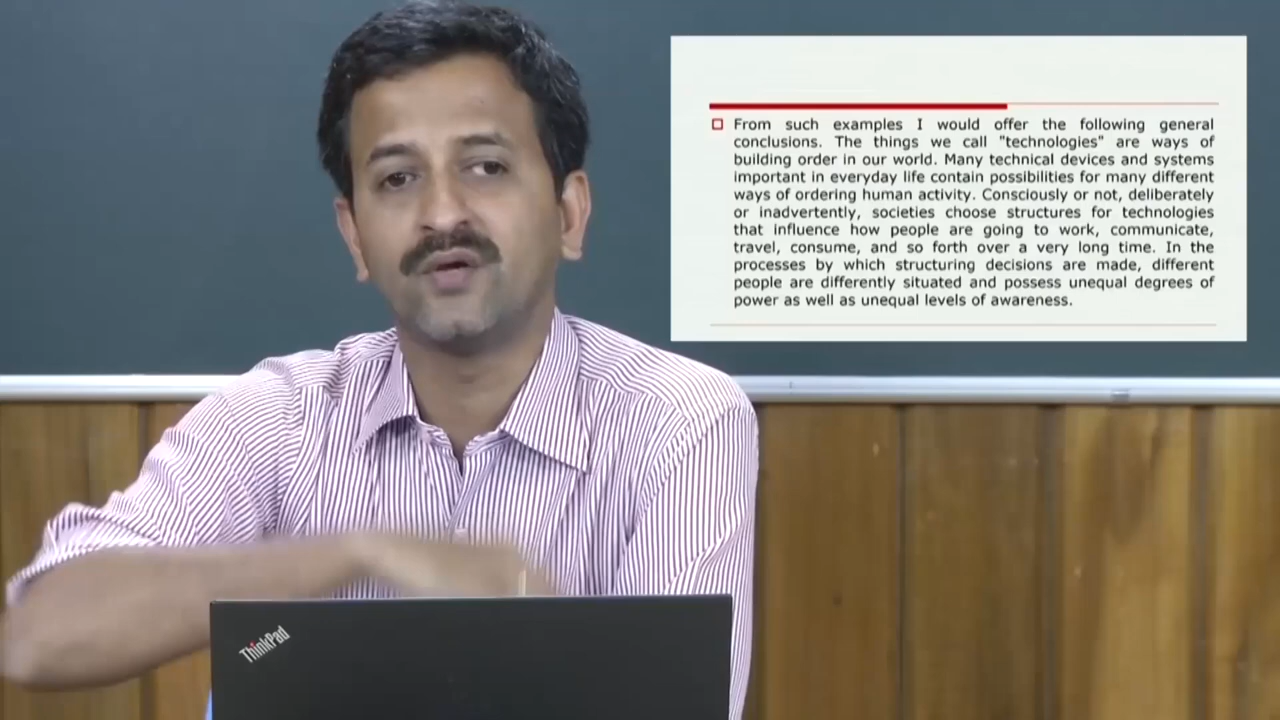 From such examples I would offer the following general
conclusions. The things we call "technologies" are ways of
building order in our world. Many technical devices and systems
important in everyday life contain possibilities for many different
ways of ordering human activity. Consciously or not, deliberately
or inadvertently, societies choose structures for technologies
that influence how people are going to work, communicate,
travel, consume, and so forth over a very long time. In the
processes by which structuring decisions are made, different
people are differently situated and possess unequal degrees of
power as well as unequal levels of awareness.
ThinkPad